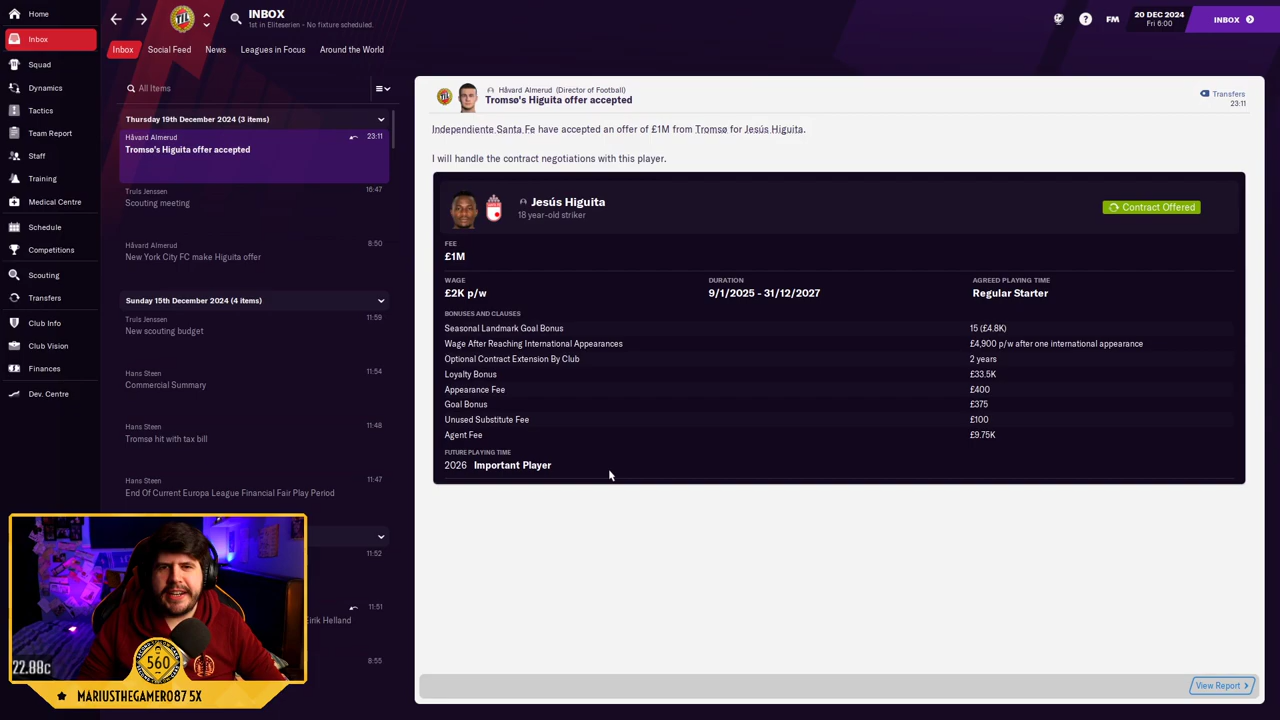 Home
Inbox
Squad
Dynamics
Tactics
Team Report
Staff
Training
Medical Centre
Schedule
Competitions
Scouting
Transfers
Club Info
Club Vision
Finances
Dev. Centre
TIL
INBOX
1st in Eliteserien - No fixture scheduled.
FM
20 DEC 2024
Fri 6:00
INBOX
Inbox
Social Feed
News
Leagues in Focus
Around the World
All Items
Thursday 19th December 2024 (3 items)
Håvard Almerud
23:11
Tromsø's Higuita offer accepted
Truls Jenssen
16:47
Scouting meeting
Håvard Almerud
8:50
New York City FC make Higuita offer
Sunday 15th December 2024 (4 items)
Truls Jenssen
11:59
New scouting budget
Hans Steen
11:54
Commercial Summary
Hans Steen
11:48
Tromsø hit with tax bill
Hans Steen
11:47
End Of Current Europa League Financial Fair Play Period
11:52
11:51
Eirik Helland
8:55
Håvard Almerud (Director of Football)
Tromsø's Higuita offer accepted
Transfers
23:11
Independiente Santa Fe have accepted an offer of £1M from Tromsø for Jesús Higuita.
I will handle the contract negotiations with this player.
Jesús Higuita
18 year-old striker
Contract Offered
FEE
£1M
WAGE
£2K p/w
DURATION
9/1/2025 - 31/12/2027
AGREED PLAYING TIME
Regular Starter
BONUSES AND CLAUSES
Seasonal Landmark Goal Bonus
15 (£4.8K)
Wage After Reaching International Appearances
£4,900 p/w after one international appearance
Optional Contract Extension By Club
2 years
Loyalty Bonus
£33.5K
Appearance Fee
£400
Goal Bonus
£375
Unused Substitute Fee
£100
Agent Fee
£9.75K
FUTURE PLAYING TIME
2026 Important Player
View Report
22.88c
560
MARIUSTHEGAMER087 5X